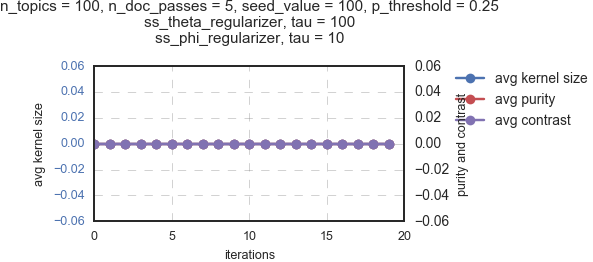 n_topics = 100, n_doc_passes = 5, seed_value = 100, p_threshold = 0.25
ss_theta_regularizer, tau = 100
ss_phi_regularizer, tau = 10
0.06
0.04
0.02
0.00
−0.02
−0.04
−0.06
avg kernel size
0
5
10
15
20
iterations
0.06
0.04
0.02
0.00
−0.02
−0.04
−0.06
purity and contrast
avg kernel size
avg purity
avg contrast